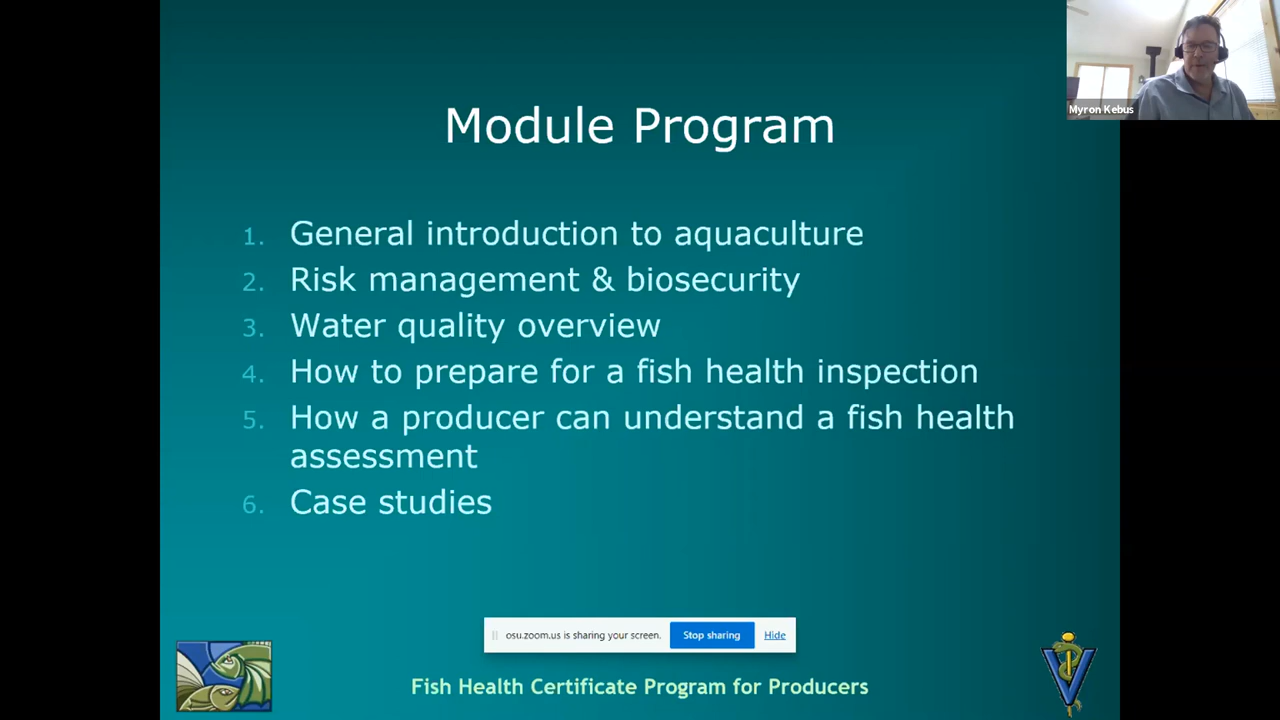 Myron Kebus
Module Program
1. General introduction to aquaculture
2. Risk management & biosecurity
3. Water quality overview
4. How to prepare for a fish health inspection
5. How a producer can understand a fish health
assessment
6. Case studies
osu.zoom.us is sharing your screen. Stop sharing Hide
Fish Health Certificate Program for Producers
V